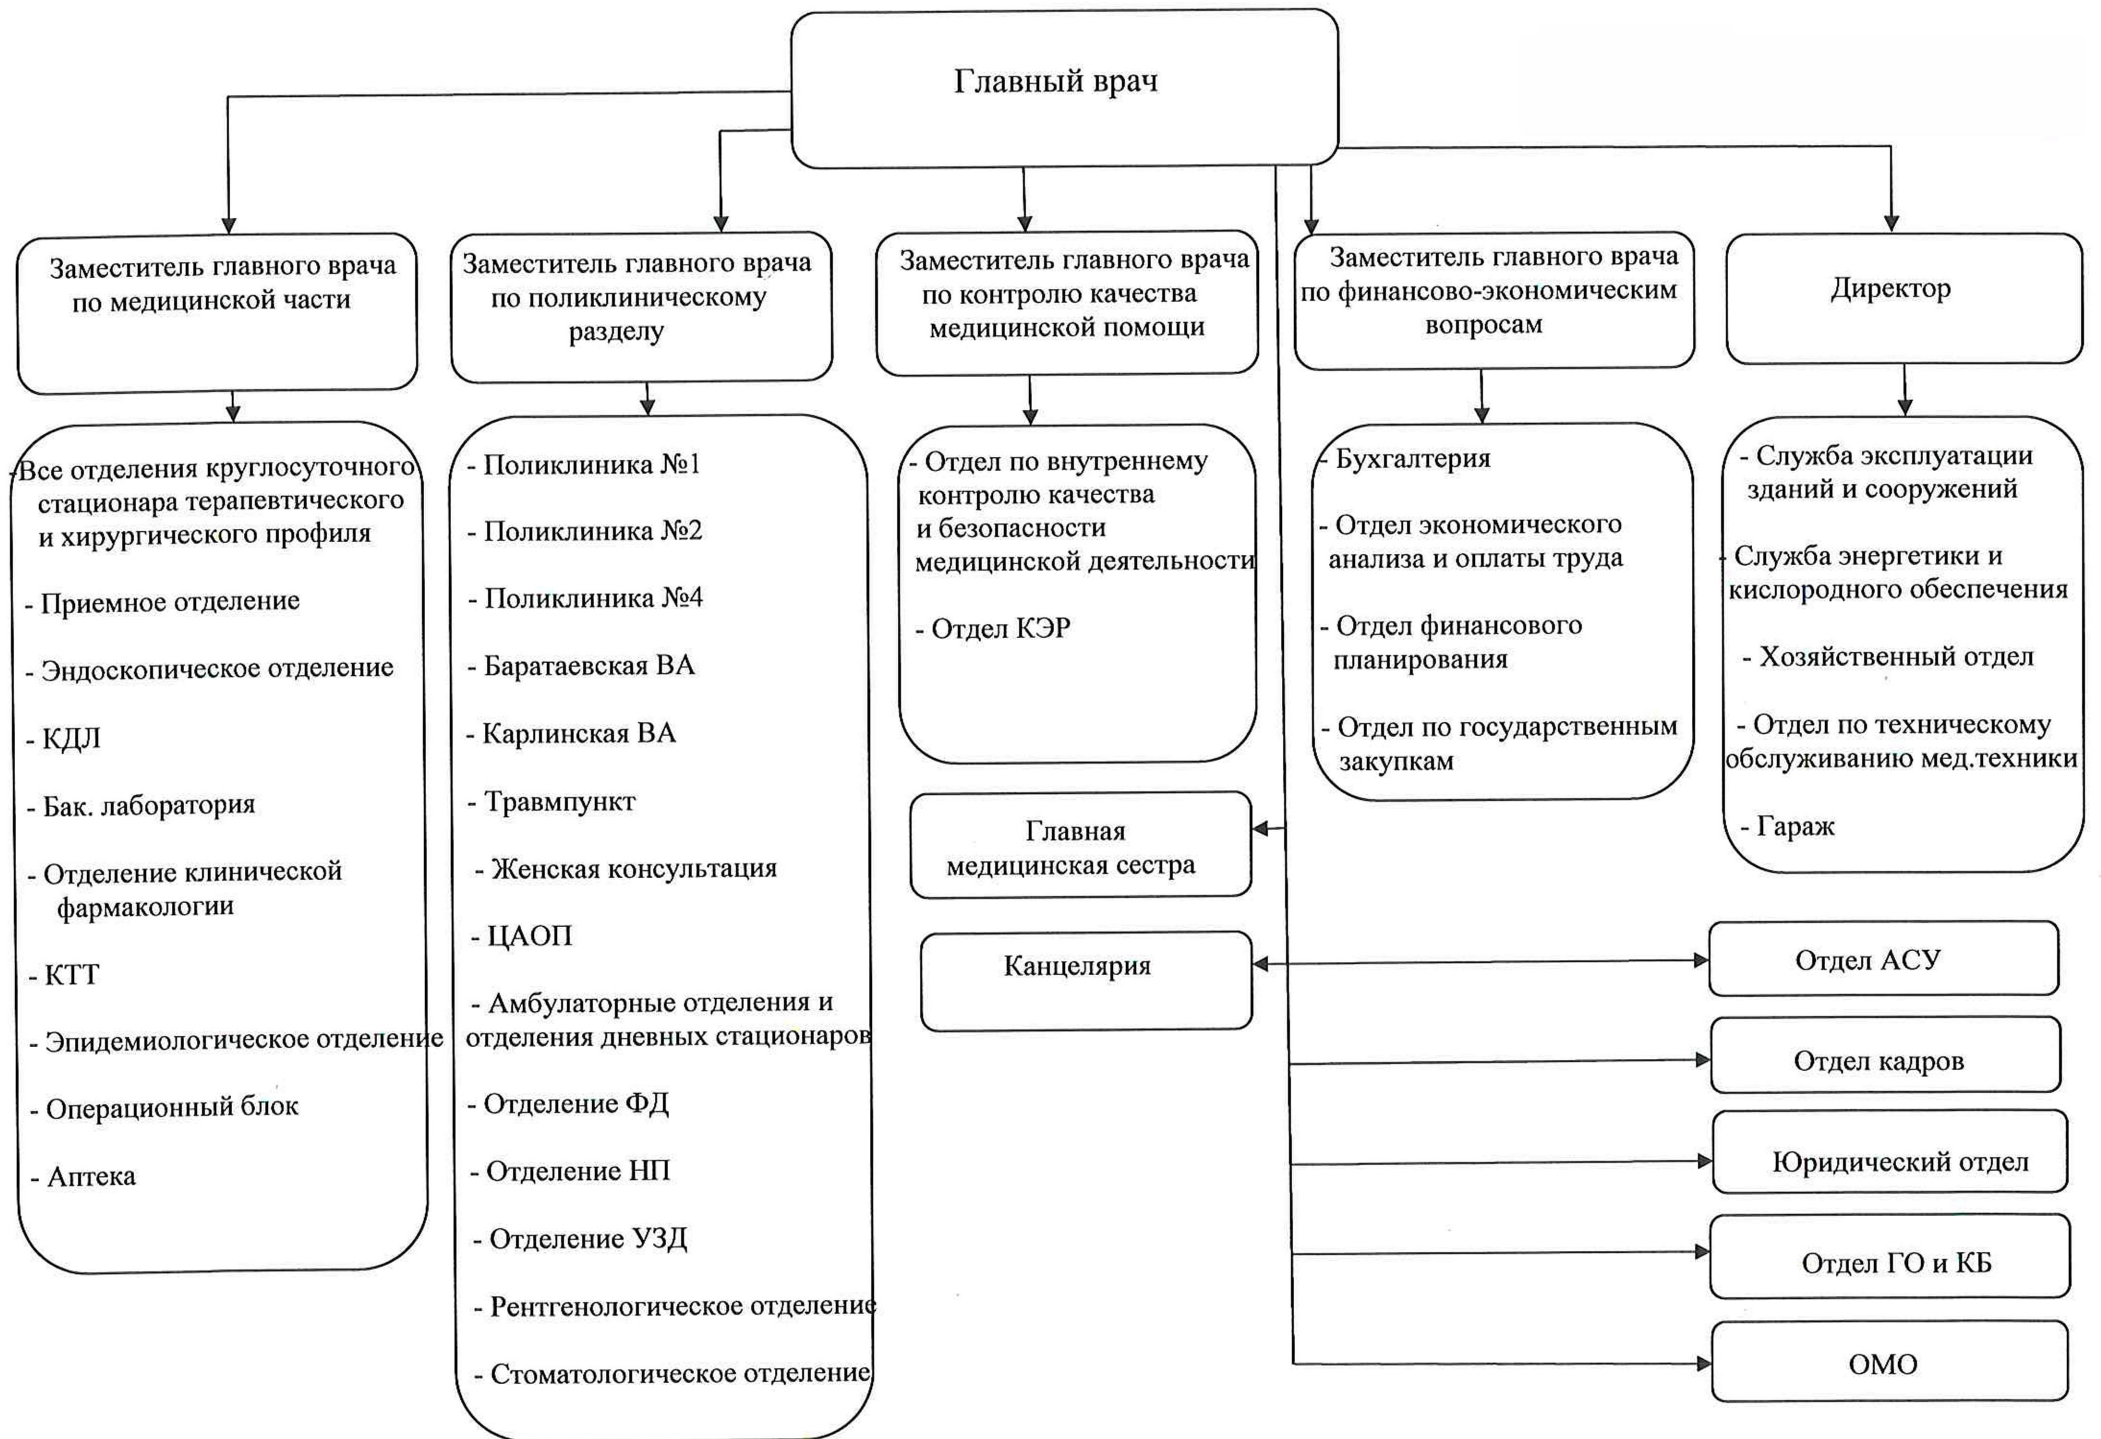 Главный врач
Заместитель главного врача
по медицинской части
Заместитель главного врача
по поликлиническому
разделу
Заместитель главного врача
по контролю качества
медицинской помощи
Заместитель главного врача
по финансово-экономическим
вопросам
Директор
-Все отделения круглосуточного
стационара терапевтического
и хирургического профиля
- Приемное отделение
- Эндоскопическое отделение
- КДЛ
- Бак. лаборатория
- Отделение клинической
фармакологии
- КТТ
- Эпидемиологическое отделение
- Операционный блок
- Аптека
- Поликлиника №1
- Поликлиника №2
- Поликлиника №4
- Баратаевская ВА
- Карлинская ВА
- Травмпункт
- Женская консультация
- ЦАОП
- Амбулаторные отделения и
отделения дневных стационаров
- Отделение ФД
- Отделение НП
- Отделение УЗД
- Рентгенологическое отделение
- Стоматологическое отделение
- Отдел по внутреннему
контролю качества
и безопасности
медицинской деятельности
- Отдел КЭР
- Бухгалтерия
- Отдел экономического
анализа и оплаты труда
- Отдел финансового
планирования
- Отдел по государственным
закупкам
- Служба эксплуатации
зданий и сооружений
- Служба энергетики и
кислородного обеспечения
- Хозяйственный отдел
- Отдел по техническому
обслуживанию мед.техники
- Гараж
Главная
медицинская сестра
Канцелярия
Отдел АСУ
Отдел кадров
Юридический отдел
Отдел ГО и КБ
ОМО